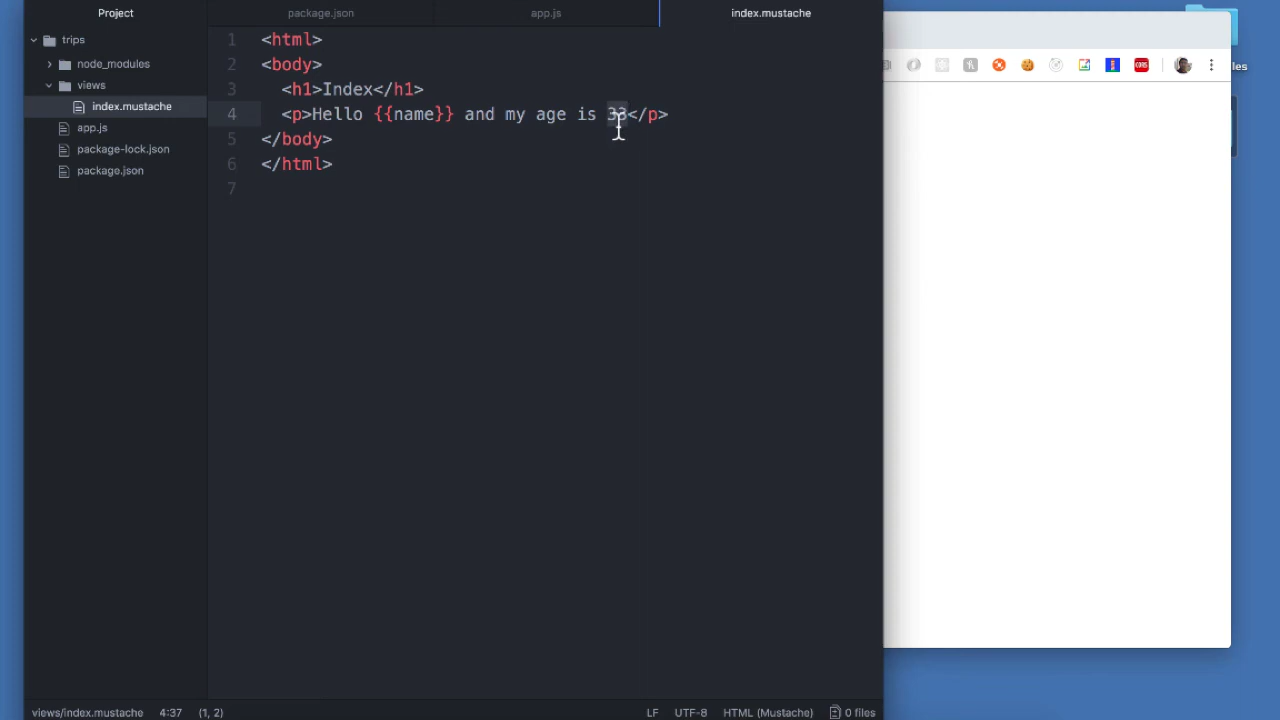 Project
package.json
app.js
index.mustache
trips
node_modules
views
index.mustache
app.js
package-lock.json
package.json
1 <html>
2 <body>
3 <h1>Index</h1>
4 <p>Hello {{name}} and my age is 33</p>
5 </body>
6 </html>
7
CORS
les
views/index.mustache 4:37 (1, 2)
LF UTF-8 HTML (Mustache) 0 files